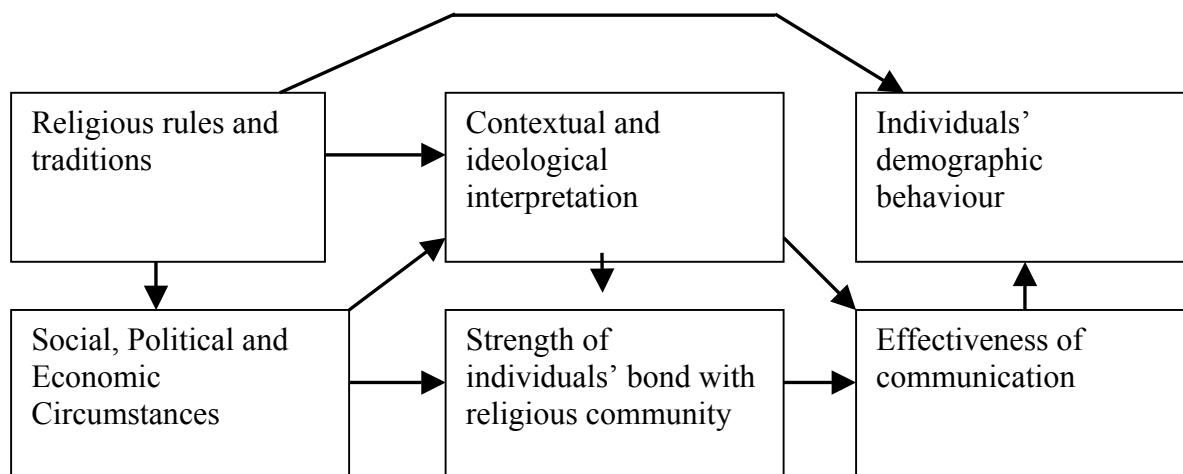 Religious rules and
traditions
Contextual and
ideological
interpretation
Individuals’
demographic
behaviour
Social, Political and
Economic
Circumstances
Strength of
individuals’ bond with
religious community
Effectiveness of
communication